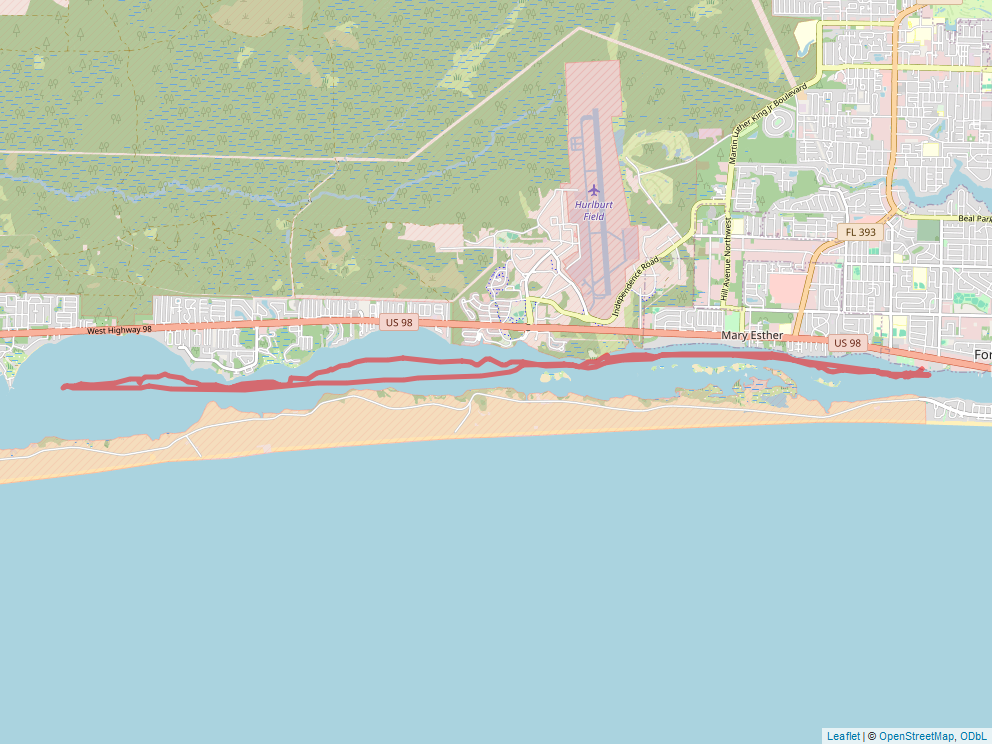 Martin Luther King Jr Boulevard
Hurlburt
Field
Beal Park
FL 393
Hill Avenue Northwest
Independence Road
US 98
West Highway 98
Mary Esther
US 98
For
Leaflet | © OpenStreetMap, ODbL